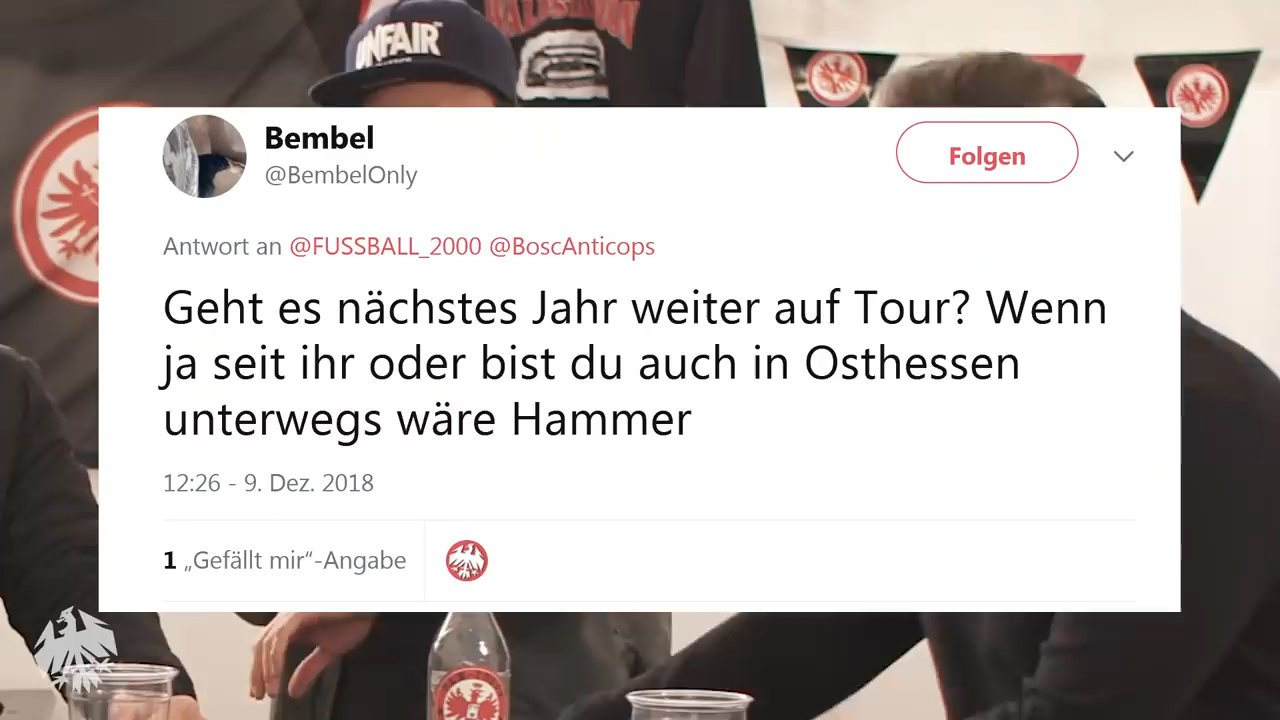 UNFAIR
Bembel
@BembelOnly
Folgen
Antwort an @FUSSBALL_2000 @BoscAnticops
Geht es nächstes Jahr weiter auf Tour? Wenn
ja seit ihr oder bist du auch in Osthessen
unterwegs wäre Hammer
12:26 - 9. Dez. 2018
1 „Gefällt mir“-Angabe